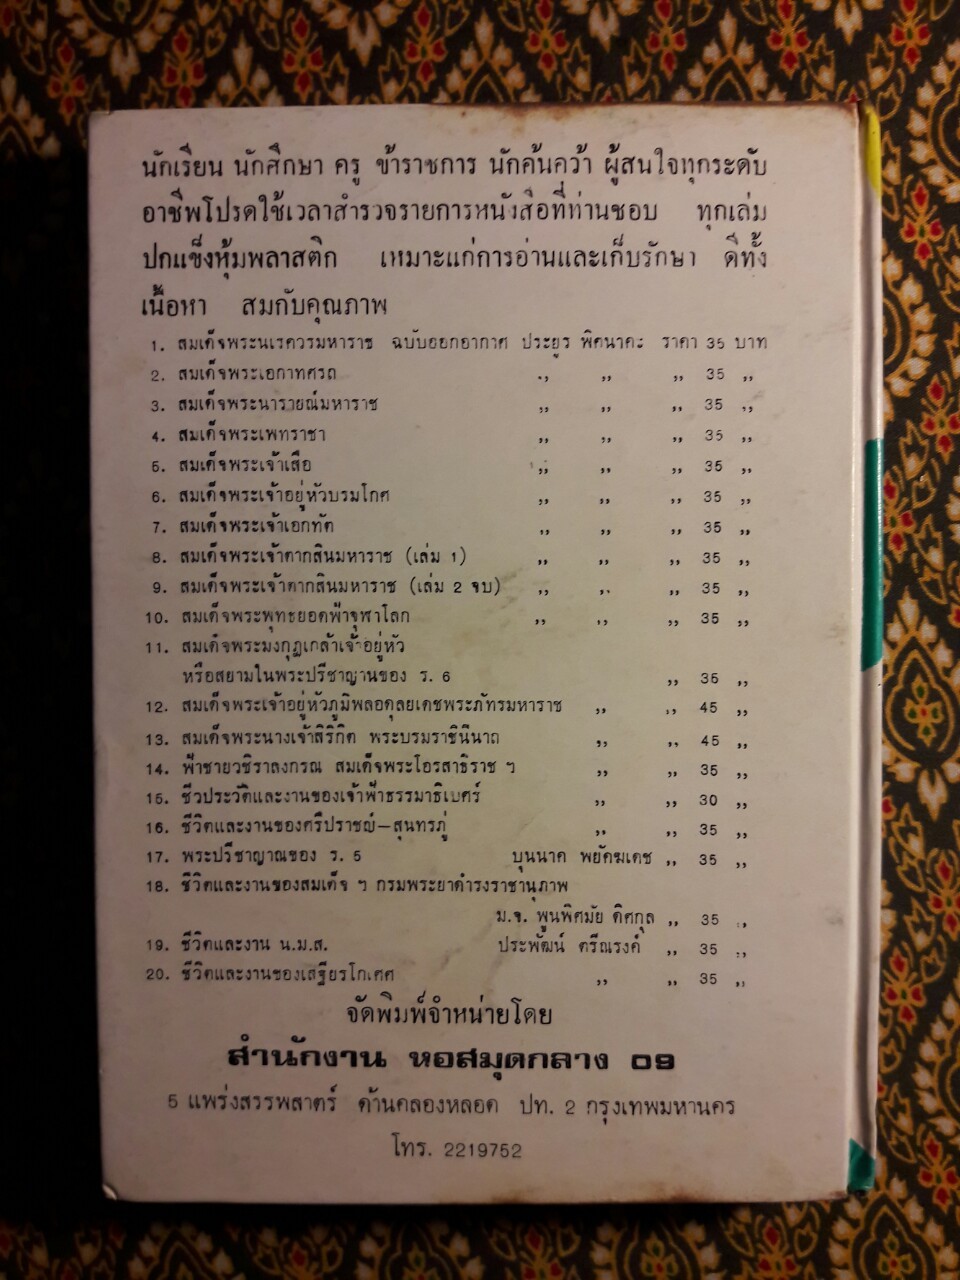 นักเรียน นักศึกษา ครู ข้าราชการ นักค้นคว้า ผู้สนใจทุกระดับ
อาชีพโปรดใช้เวลาสำรวจรายการหนังสือที่ท่านชอบ ทุกเล่ม
ปกแข็งหุ้มพลาสติก เหมาะแก่การอ่านและเก็บรักษา ดีทั้ง
เนื้อหา สมกับคุณภาพ
1. สมเด็จพระนเรศวรมหาราช ฉบับออกอากาศ ประยูร พิศนาคะ ราคา 35 บาท
2. สมเด็จพระเอกาทศรถ ,, ,, ,, 35 ,,
3. สมเด็จพระนารายณ์มหาราช ,, ,, ,, 35 ,,
4. สมเด็จพระเพทราชา ,, ,, ,, 35 ,,
5. สมเด็จพระเจ้าเสือ ,, ,, ,, 35 ,,
6. สมเด็จพระเจ้าอยู่หัวบรมโกศ ,, ,, ,, 35 ,,
7. สมเด็จพระเจ้าเอกทัต ,, ,, ,, 35 ,,
8. สมเด็จพระเจ้าตากสินมหาราช (เล่ม 1) ,, ,, ,, 35 ,,
9. สมเด็จพระเจ้าตากสินมหาราช (เล่ม 2 จบ) ,, ,, ,, 35 ,,
10. สมเด็จพระพุทธยอดฟ้าจุฬาโลก ,, ,, ,, 35 ,,
11. สมเด็จพระมงกุฎเกล้าเจ้าอยู่หัว
หรือสยามในพระปรีชาญานของ ร. 6 ,, 35 ,,
12. สมเด็จพระเจ้าอยู่หัวภูมิพลอดุลยเดชพระภัทรมหาราช ,, ,, 45 ,,
13. สมเด็จพระนางเจ้าสิริกิต พระบรมราชินีนาถ ,, ,, 45 ,,
14. ฟ้าชายวชิราลงกรณ สมเด็จพระโอรสาธิราช ฯ ,, ,, 35 ,,
15. ชีวประวัติและงานของเจ้าฟ้าธรรมาธิเบศร์ ,, ,, 30 ,,
16. ชีวิตและงานของศรีปราชญ์–สุนทรภู่ ,, ,, 35 ,,
17. พระปรีชาญาณของ ร. 5 บุนนาค พยัคฆเดช ,, 35 ,,
18. ชีวิตและงานของสมเด็จ ฯ กรมพระยาดำรงราชานุภาพ
ม.จ. พูนพิศมัย ดิศกุล ,, 35 ,,
19. ชีวิตและงาน น.ม.ส. ประพัฒน์ ตรีณรงค์ ,, 35 ,,
20. ชีวิตและงานของเสฐียรโกเศศ ,, ,, 35 ,,
จัดพิมพ์จำหน่ายโดย
สำนักงาน หอสมุดกลาง 09
5 แพร่งสรรพสาตร์ ด้านคลองหลอด ปท. 2 กรุงเทพมหานคร
โทร. 2219752